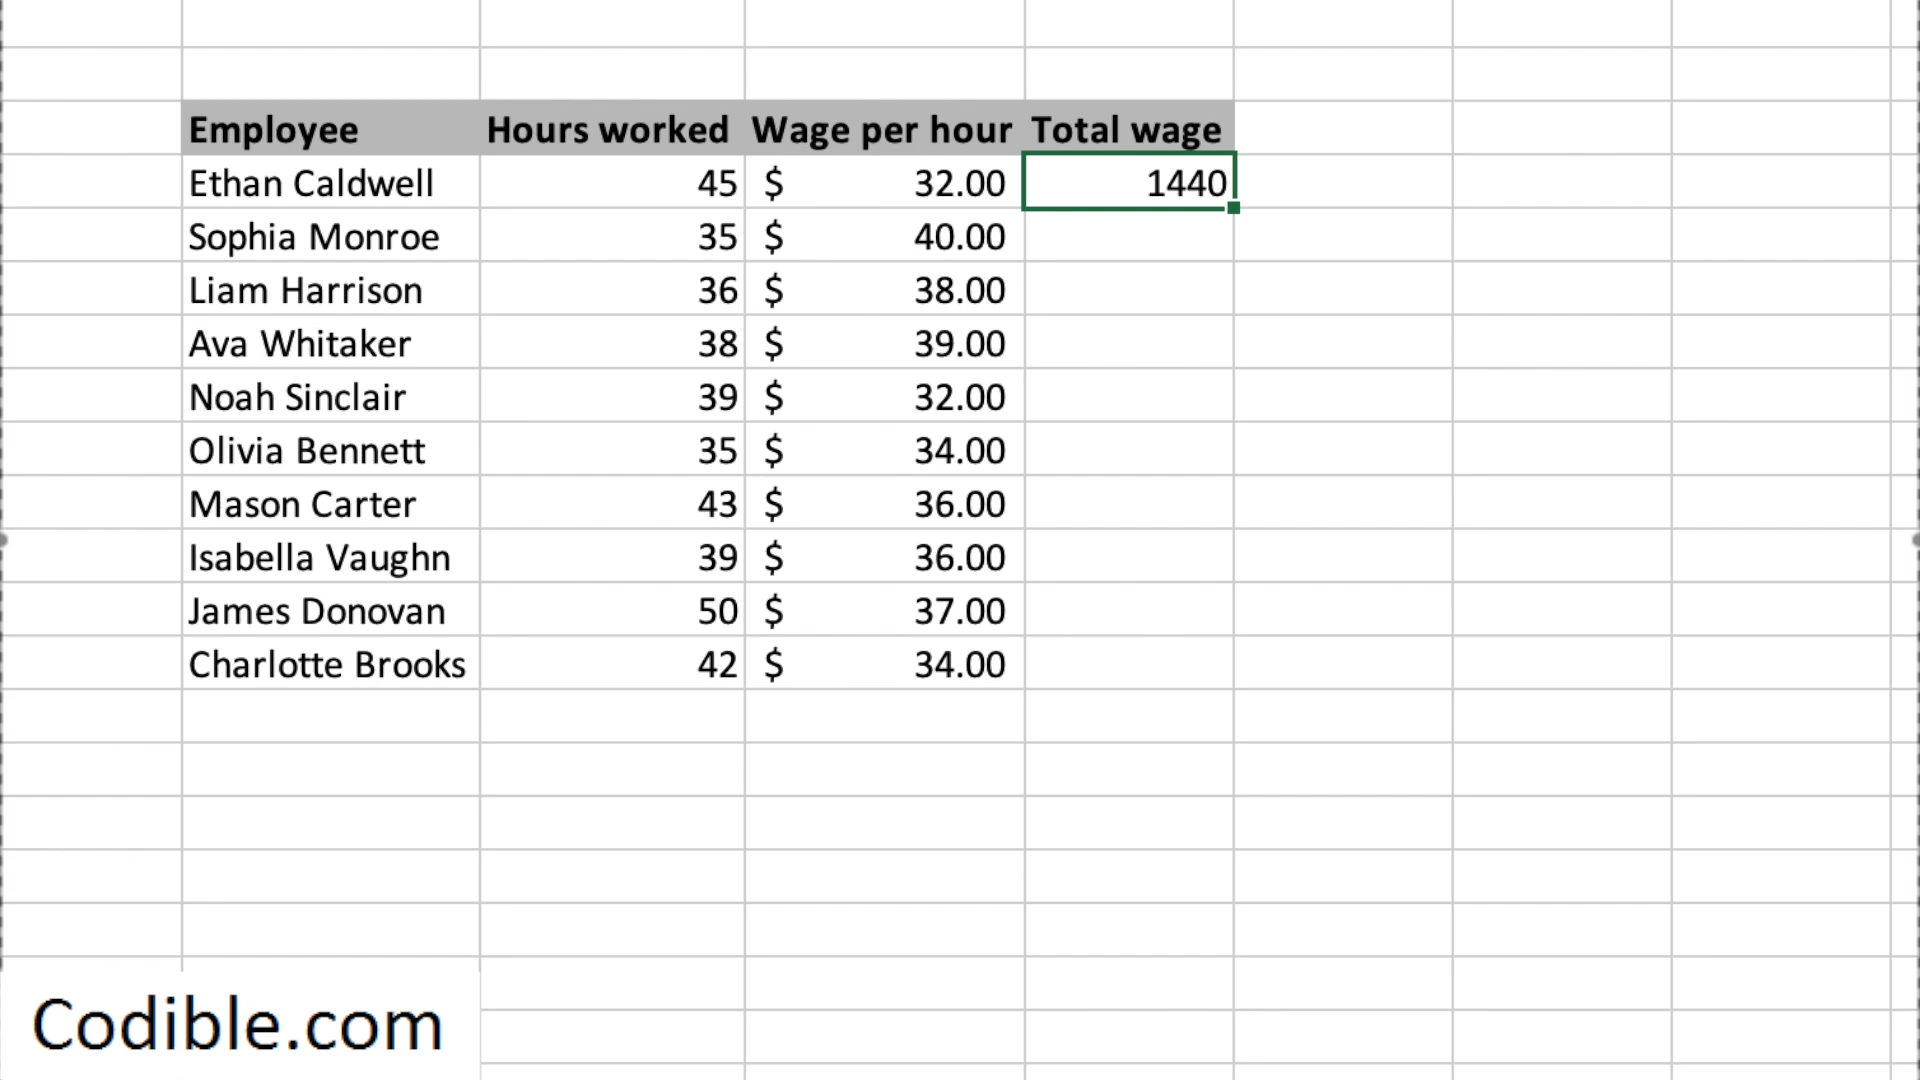 Employee Hours worked Wage per hour Total wage
Ethan Caldwell 45 $ 32.00 1440
Sophia Monroe 35 $ 40.00
Liam Harrison 36 $ 38.00
Ava Whitaker 38 $ 39.00
Noah Sinclair 39 $ 32.00
Olivia Bennett 35 $ 34.00
Mason Carter 43 $ 36.00
Isabella Vaughn 39 $ 36.00
James Donovan 50 $ 37.00
Charlotte Brooks 42 $ 34.00
Codible.com